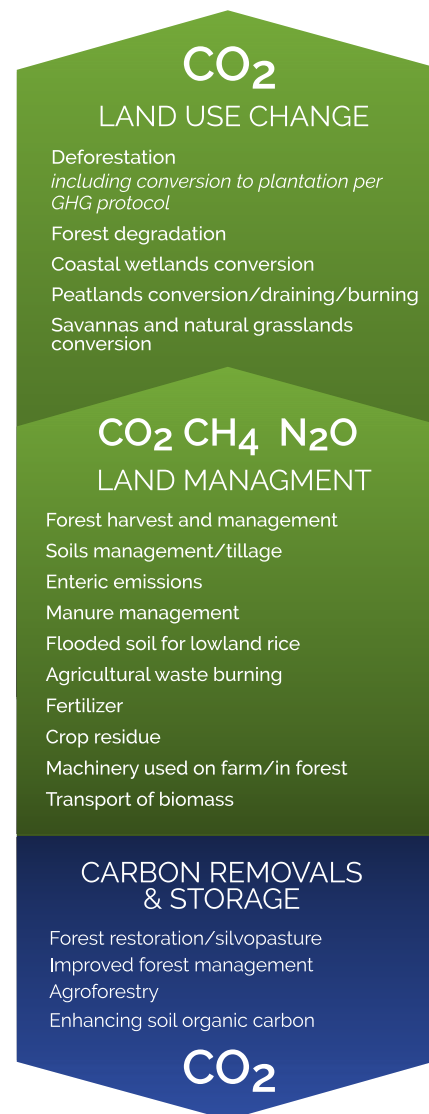 CO2
LAND USE CHANGE
Deforestation
including conversion to plantation per
GHG protocol
Forest degradation
Coastal wetlands conversion
Peatlands conversion/draining/burning
Savannas and natural grasslands
conversion
CO2 CH4 N2O
LAND MANAGMENT
Forest harvest and management
Soils management/tillage
Enteric emissions
Manure management
Flooded soil for lowland rice
Agricultural waste burning
Fertilizer
Crop residue
Machinery used on farm/in forest
Transport of biomass
CARBON REMOVALS
& STORAGE
Forest restoration/silvopasture
Improved forest management
Agroforestry
Enhancing soil organic carbon
CO2